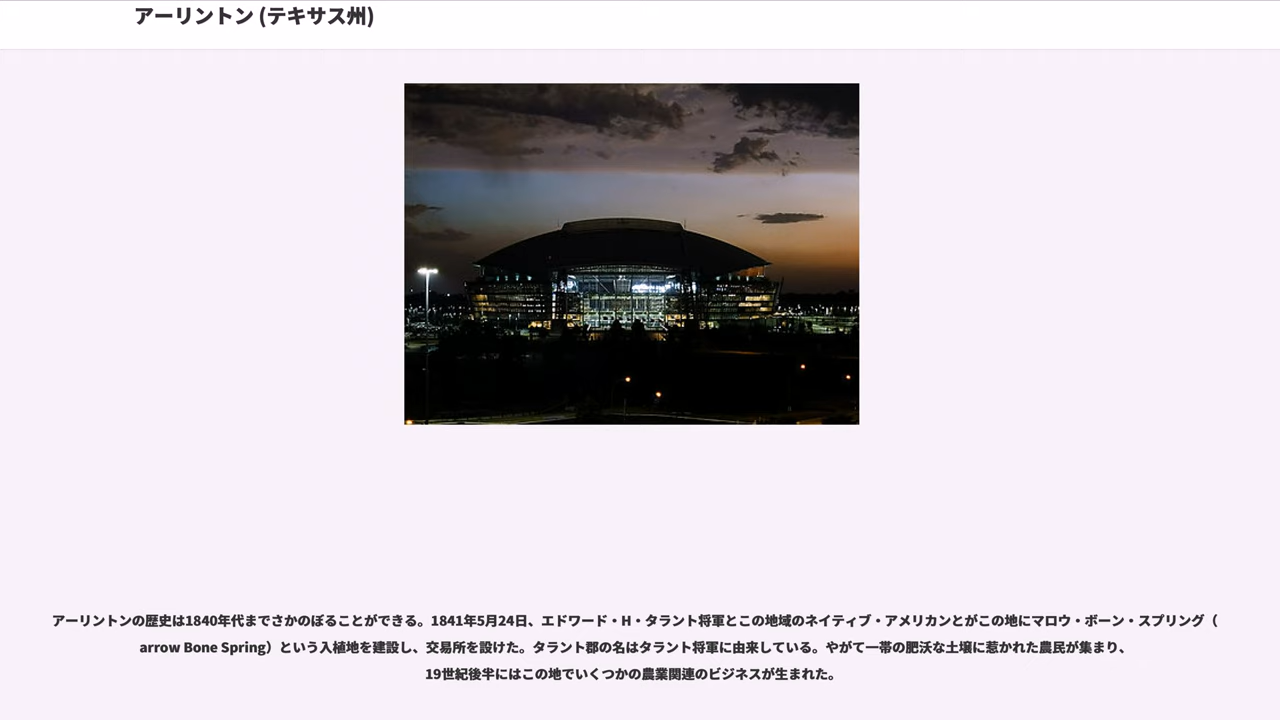 アーリントン (テキサス州)
アーリントンの歴史は1840年代までさかのぼることができる。1841年5月24日、エドワード・H・タラント将軍とこの地域のネイティブ・アメリカンとがこの地にマロウ・ボーン・スプリング（
arrow Bone Spring）という入植地を建設し、交易所を設けた。タラント郡の名はタラント将軍に由来している。やがて一帯の肥沃な土壌に惹かれた農民が集まり、
19世紀後半にはこの地でいくつかの農業関連のビジネスが生まれた。